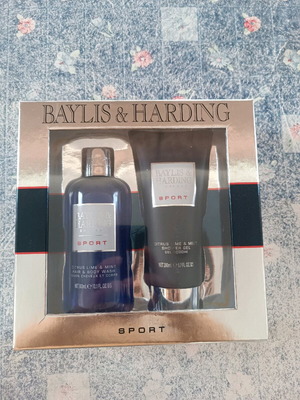 BAYLIS & HARDING
SPORT
CITRUS LIME & MINT
HAIR & BODY WASH
BAYLIS &
HARDING
SPORT
CITRUS LIME & MINT
SHOWER GEL
SPORT